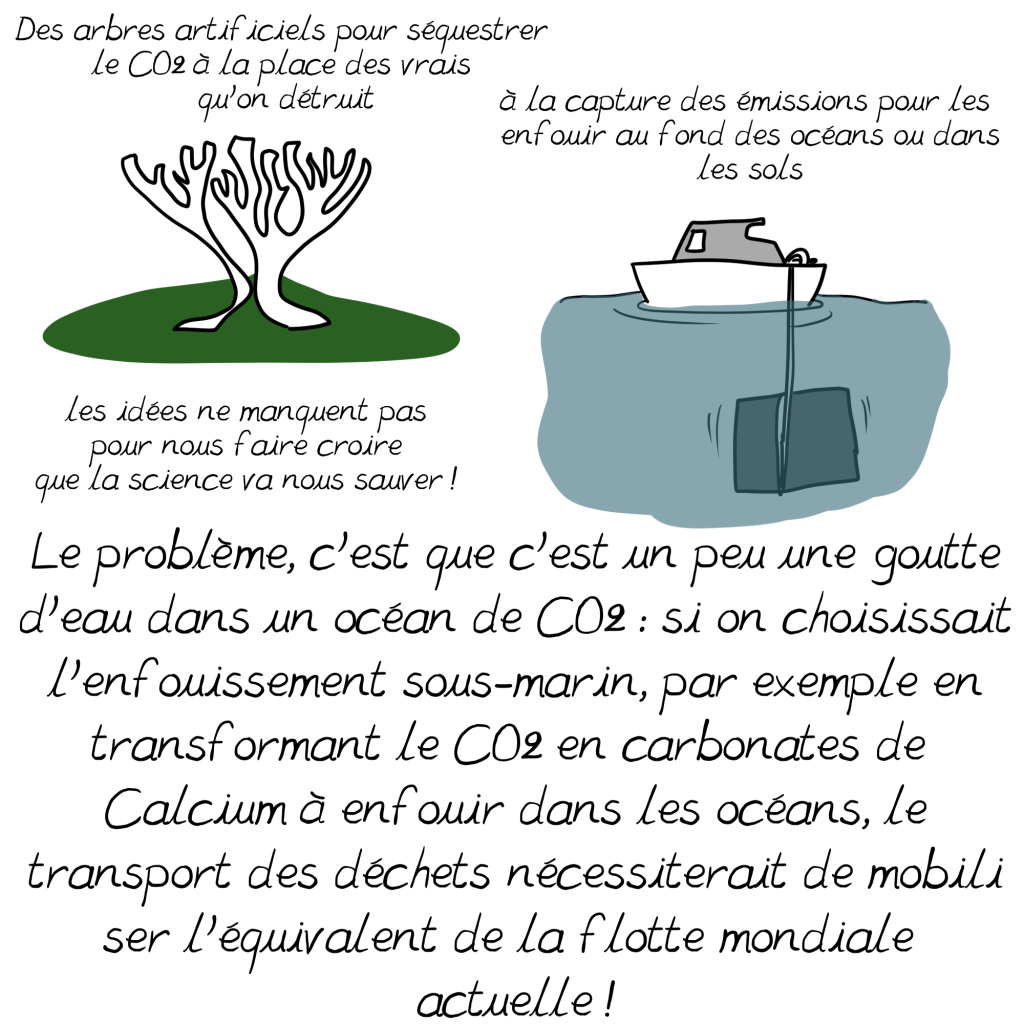 Des arbres artificiels pour séquestrer
le CO2 à la place des vrais
qu'on détruit
à la capture des émissions pour les
enfouir au fond des océans ou dans
les sols
les idées ne manquent pas
pour nous faire croire
que la science va nous sauver !
Le problème, c'est que c'est un peu une goutte
d'eau dans un océan de CO2 : si on choisissait
l'enfouissement sous-marin, par exemple en
transformant le CO2 en carbonates de
Calcium à enfouir dans les océans, le
transport des déchets nécessiterait de mobili
ser l'équivalent de la flotte mondiale
actuelle !